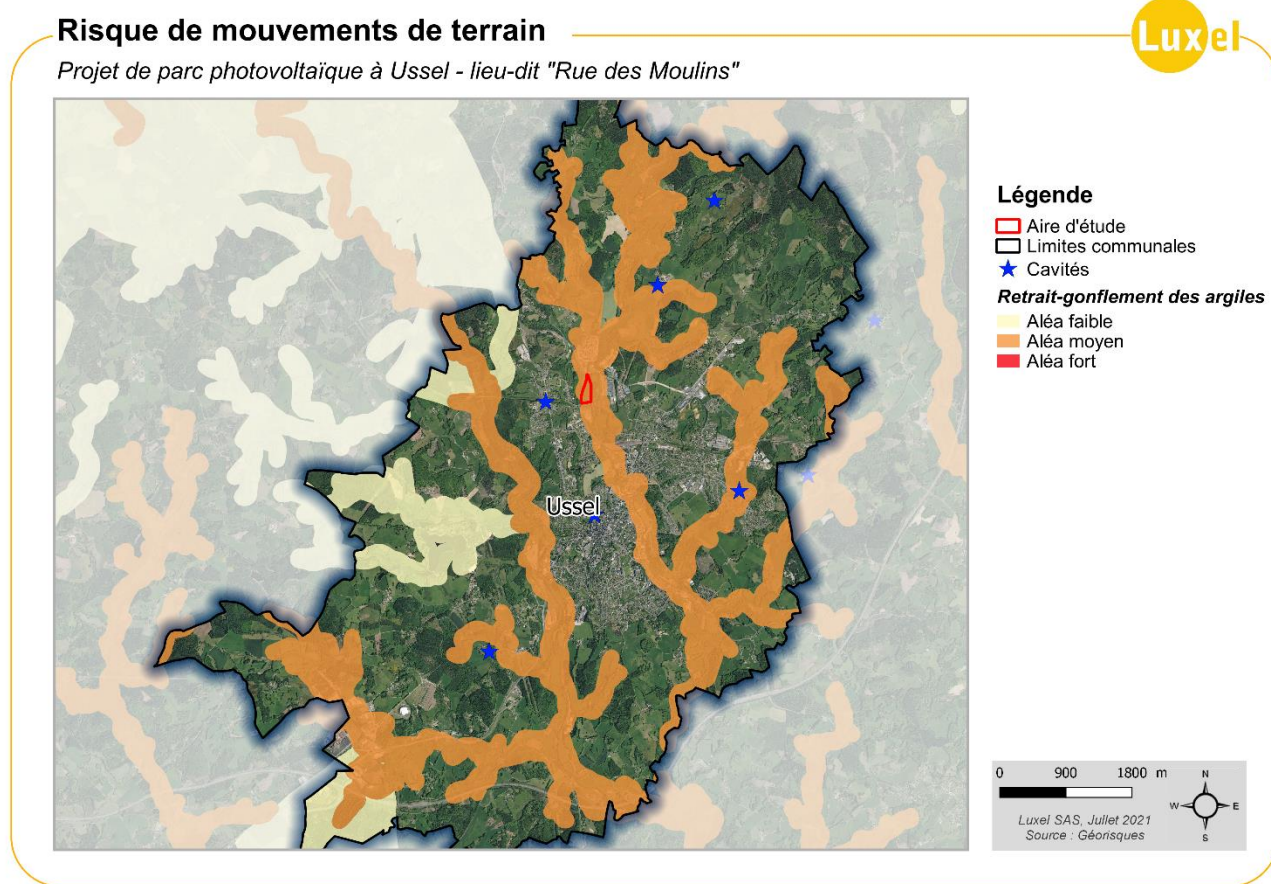 Risque de mouvements de terrain
Luxel
Projet de parc photovoltaïque à Ussel - lieu-dit "Rue des Moulins"
Ussel
Légende
Aire d'étude
Limites communales
Cavités
Retrait-gonflement des argiles
Aléa faible
Aléa moyen
Aléa fort
0 900 1800 m
N
W E
S
Luxel SAS, Juillet 2021
Source : Géorisques